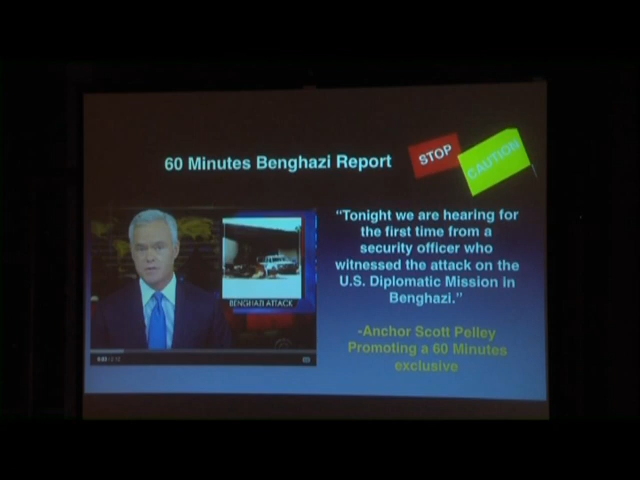 60 Minutes Benghazi Report
STOP
CAUTION
"Tonight we are hearing for
the first time from a
security officer who
witnessed the attack on the
U.S. Diplomatic Mission in
Benghazi."
-Anchor Scott Pelley
Promoting a 60 Minutes
exclusive
BENGHAZI ATTACK